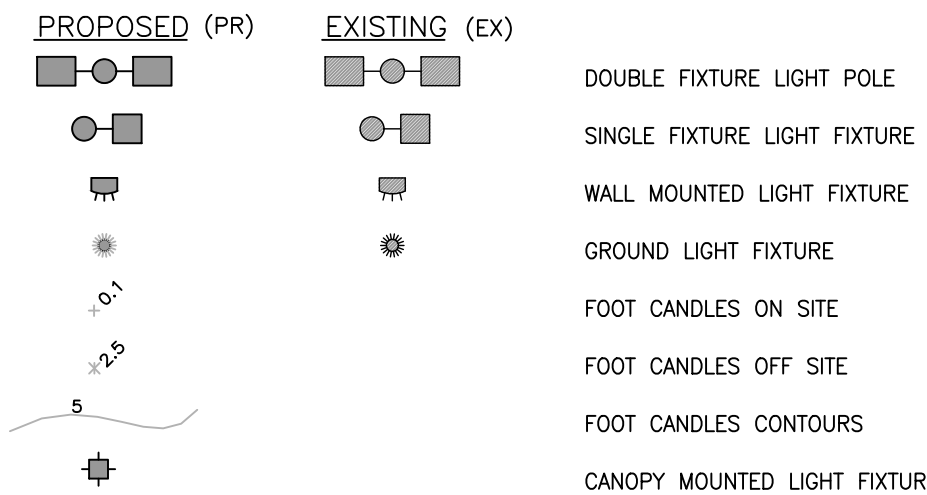 PROPOSED (PR) EXISTING (EX)
DOUBLE FIXTURE LIGHT POLE
SINGLE FIXTURE LIGHT FIXTURE
WALL MOUNTED LIGHT FIXTURE
GROUND LIGHT FIXTURE
0.1 FOOT CANDLES ON SITE
2.5 FOOT CANDLES OFF SITE
5 FOOT CANDLES CONTOURS
CANOPY MOUNTED LIGHT FIXTUR